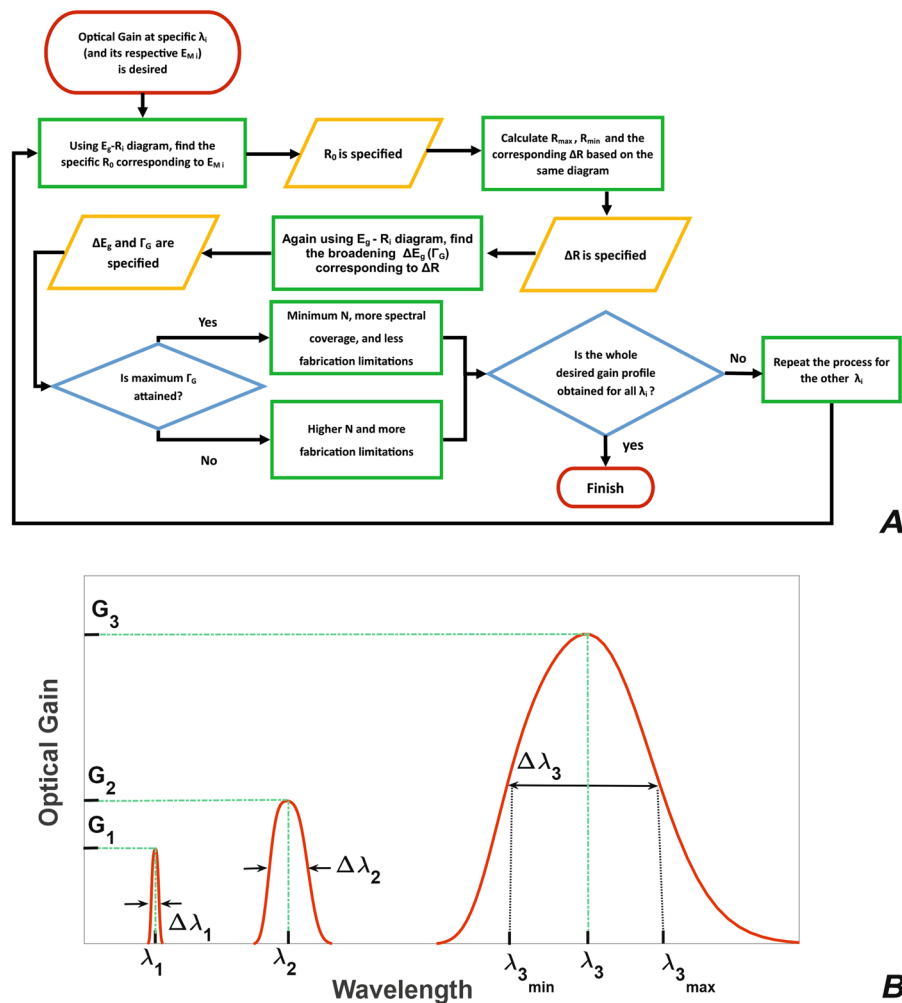 Optical Gain at specific λi
(and its respective EM i)
is desired
Using Eg-Ri diagram, find the
specific R0 corresponding to EM i
R0 is specified
Calculate Rmax, Rmin and the
corresponding ΔR based on the
same diagram
ΔEg and ΓG are
specified
Again using Eg - Ri diagram, find
the broadening ΔEg (ΓG)
corresponding to ΔR
ΔR is specified
Yes
Minimum N, more spectral
coverage, and less
fabrication limitations
Is maximum ΓG
attained?
No
Higher N and more
fabrication limitations
Is the whole
desired gain profile
obtained for all λi ?
No
Repeat the process for
the other λi
yes
Finish
A
G3
G2
G1
Optical Gain
Δλ1
Δλ2
Δλ3
λ1
λ2
λ3min
λ3
λ3max
Wavelength
B